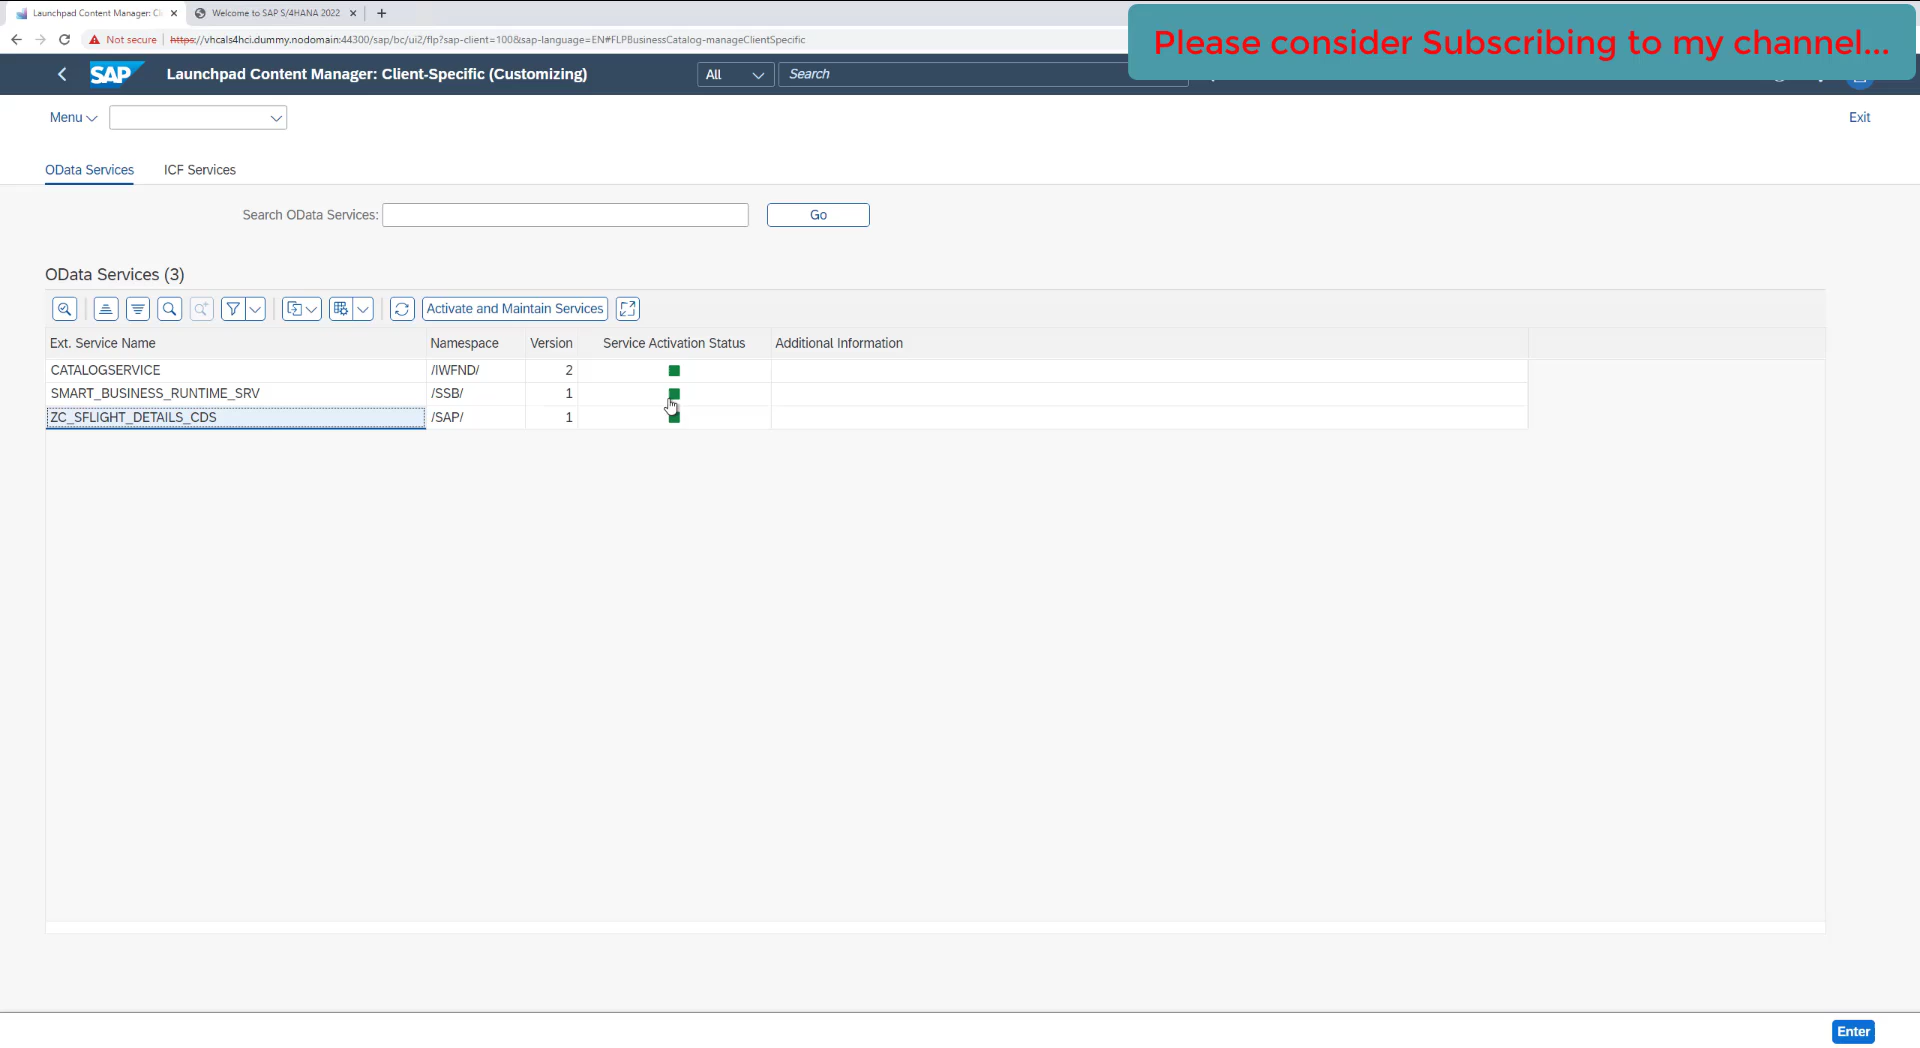 Launchpad Content Manager: Cl
Welcome to SAP S/4HANA 2022
Not secure
https://vhcals4hci.dummy.nodomain:44300/sap/bc/ui2/flp?sap-client=100&sap-language=EN#FLPBusinessCatalog-manageClientSpecific
Please consider Subscribing to my channel...
SAP
Launchpad Content Manager: Client-Specific (Customizing)
All
Search
Menu
Exit
OData Services
ICF Services
Search OData Services:
Go
OData Services (3)
Activate and Maintain Services
Ext. Service Name Namespace Version Service Activation Status Additional Information
CATALOGSERVICE /IWFND/ 2
SMART_BUSINESS_RUNTIME_SRV /SSB/ 1
ZC_SFLIGHT_DETAILS_CDS /SAP/ 1
Enter